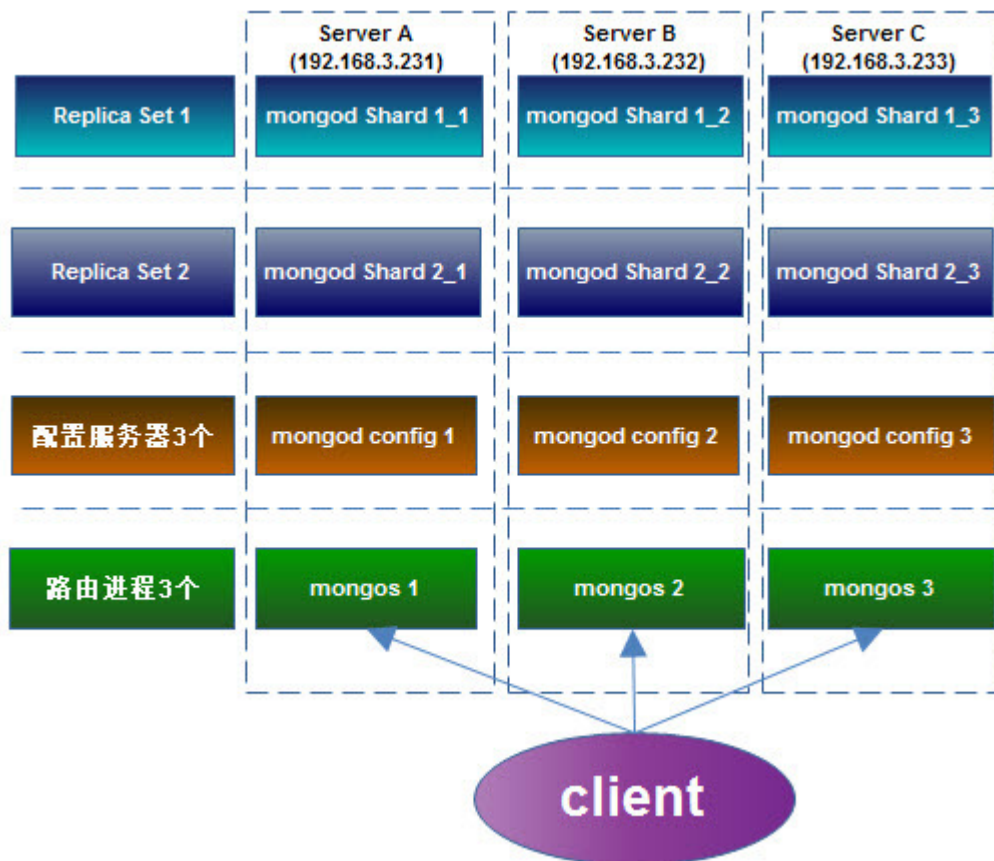 Server A
(192.168.3.231)
Server B
(192.168.3.232)
Server C
(192.168.3.233)
Replica Set 1
mongod Shard 1_1
mongod Shard 1_2
mongod Shard 1_3
Replica Set 2
mongod Shard 2_1
mongod Shard 2_2
mongod Shard 2_3
配置服务器3个
mongod config 1
mongod config 2
mongod config 3
路由进程3个
mongos 1
mongos 2
mongos 3
client